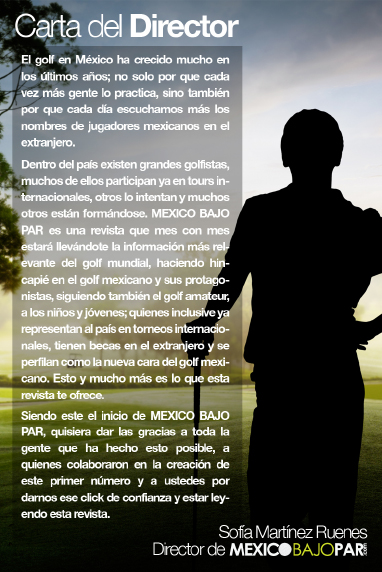 Carta del Director
El golf en México ha crecido mucho en
los últimos años; no solo por que cada
vez más gente lo practica, sino también
por que cada día escuchamos más los
nombres de jugadores mexicanos en el
extranjero.
Dentro del país existen grandes golfistas,
muchos de ellos participan ya en tours in-
ternacionales, otros lo intentan y muchos
otros están formándose. MEXICO BAJO
PAR es una revista que mes con mes
estará llevándote la información más rel-
evante del golf mundial, haciendo hin-
capié en el golf mexicano y sus protago-
nistas, siguiendo también el golf amateur,
a los niños y jóvenes; quienes inclusive ya
representan al país en torneos internacio-
nales, tienen becas en el extranjero y se
perfilan como la nueva cara del golf mexi-
cano. Esto y mucho más es lo que esta
revista te ofrece.
Siendo este el inicio de MEXICO BAJO
PAR, quisiera dar las gracias a toda la
gente que ha hecho esto posible, a
quienes colaboraron en la creación de
este primer número y a ustedes por
darnos ese click de confianza y estar ley-
endo esta revista.
Sofía Martínez Ruenes
Director de MEXICOBAJOPAR.com